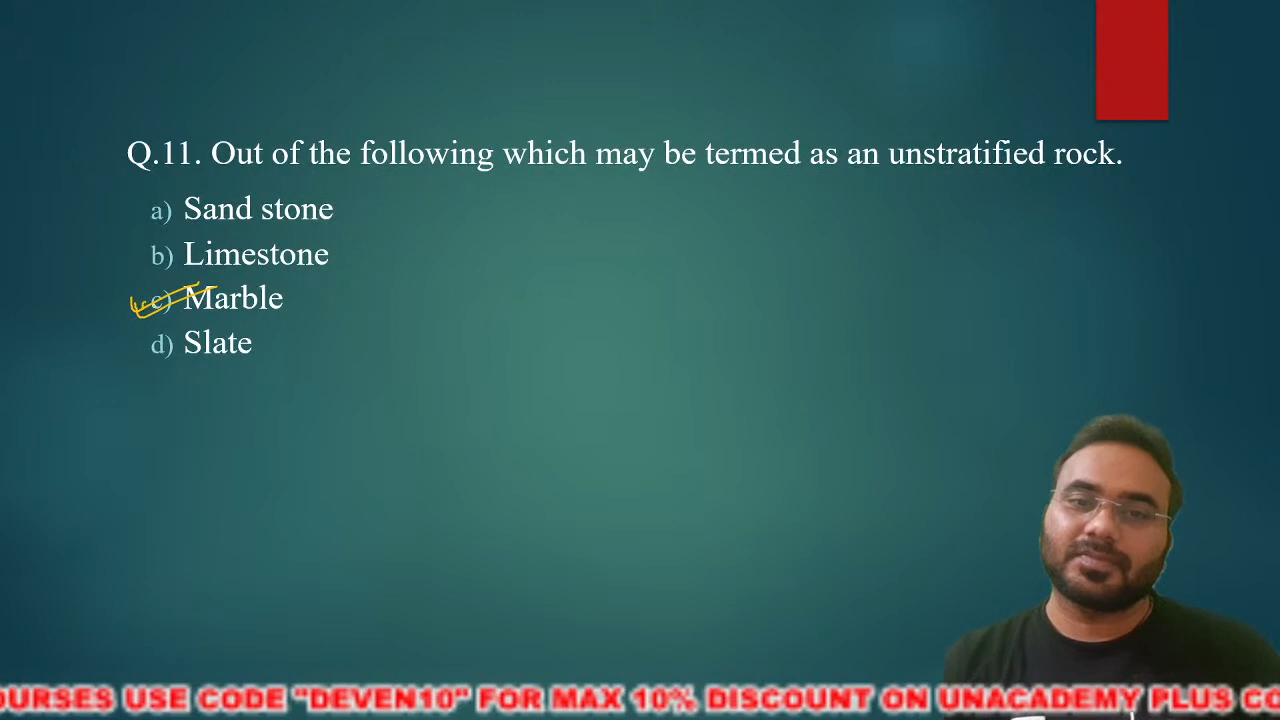 Q.11. Out of the following which may be termed as an unstratified rock.
a) Sand stone
b) Limestone
c) Marble
d) Slate
OURSES USE CODE "DEVEN10" FOR MAX 10% DISCOUNT ON UNACADEMY PLUS CO